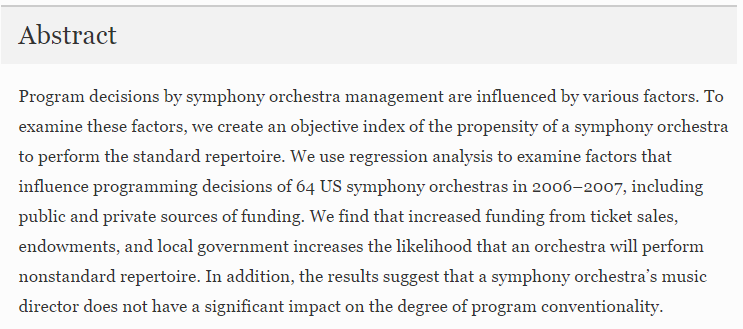 Abstract
Program decisions by symphony orchestra management are influenced by various factors. To
examine these factors, we create an objective index of the propensity of a symphony orchestra
to perform the standard repertoire. We use regression analysis to examine factors that
influence programming decisions of 64 US symphony orchestras in 2006–2007, including
public and private sources of funding. We find that increased funding from ticket sales,
endowments, and local government increases the likelihood that an orchestra will perform
nonstandard repertoire. In addition, the results suggest that a symphony orchestra’s music
director does not have a significant impact on the degree of program conventionality.